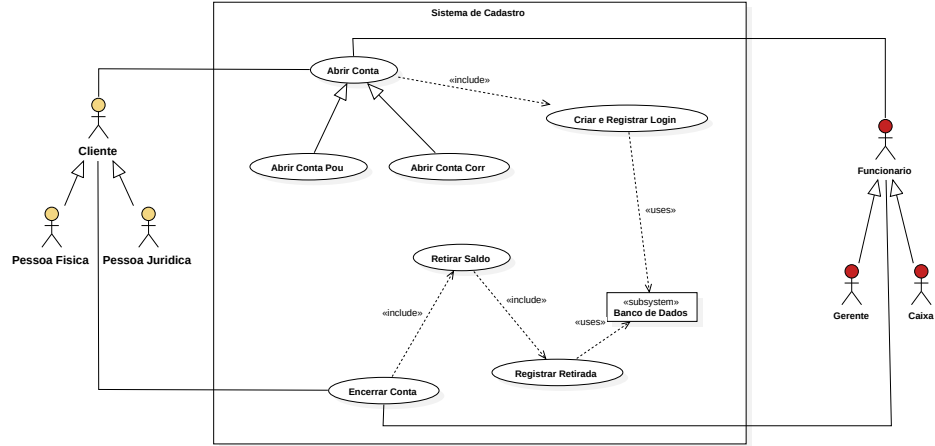 Sistema de Cadastro
Abrir Conta
«include»
Criar e Registrar Login
Cliente
Abrir Conta Pou
Abrir Conta Corr
Funcionario
«uses»
Pessoa Fisica
Pessoa Juridica
Retirar Saldo
«include»
«include»
«subsystem»
Banco de Dados
Gerente
Caixa
«uses»
Registrar Retirada
Encerrar Conta